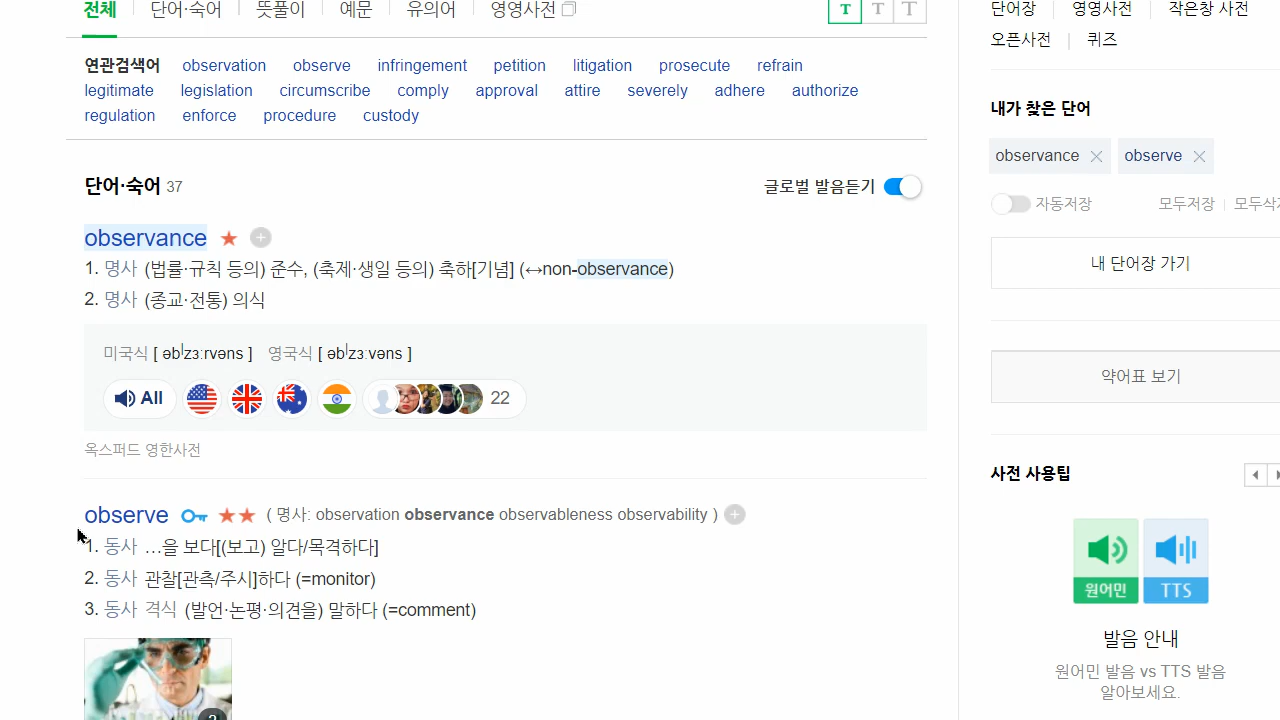 전체 단어·숙어 뜻풀이 예문 유의어 영영사전 T T T
연관검색어 observation observe infringement petition litigation prosecute refrain
legitimate legislation circumscribe comply approval attire severely adhere authorize
regulation enforce procedure custody
단어·숙어 37 글로벌 발음듣기
observance
1. 명사 (법률·규칙 등의) 준수, (축제·생일 등의) 축하[기념] (↔non-observance)
2. 명사 (종교·전통) 의식
미국식 [ əbˈzɜːrvəns ] 영국식 [ əbˈzɜːvəns ]
All 22
옥스퍼드 영한사전
observe ( 명사: observation observance observableness observability )
1. 동사 …을 보다[(보고) 알다/목격하다]
2. 동사 관찰[관측/주시]하다 (=monitor)
3. 동사 격식 (발언·논평·의견을) 말하다 (=comment)
단어장 영영사전 작은창 사전
오픈사전 퀴즈
내가 찾은 단어
observance observe
자동저장 모두저장 모두삭
내 단어장 가기
약어표 보기
사전 사용팁
원어민 TTS
발음 안내
원어민 발음 vs TTS 발음
알아보세요.